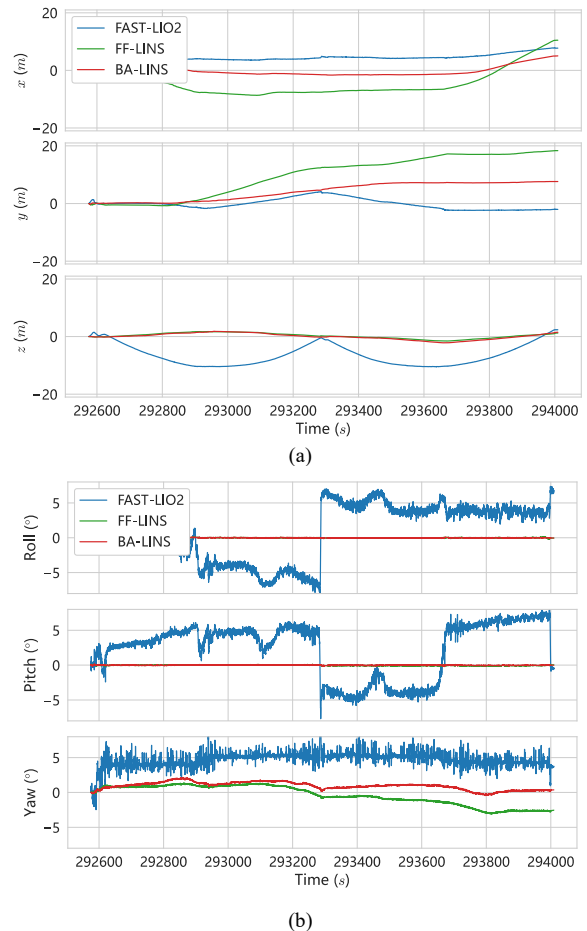 20
0
−20
x (m)
FAST-LIO2
FF-LINS
BA-LINS
20
0
−20
y (m)
20
0
−20
z (m)
292600 292800 293000 293200 293400 293600 293800 294000
Time (s)
(a)
5
0
−5
Roll (°)
FAST-LIO2
FF-LINS
BA-LINS
5
0
−5
Pitch (°)
5
0
−5
Yaw (°)
292600 292800 293000 293200 293400 293600 293800 294000
Time (s)
(b)